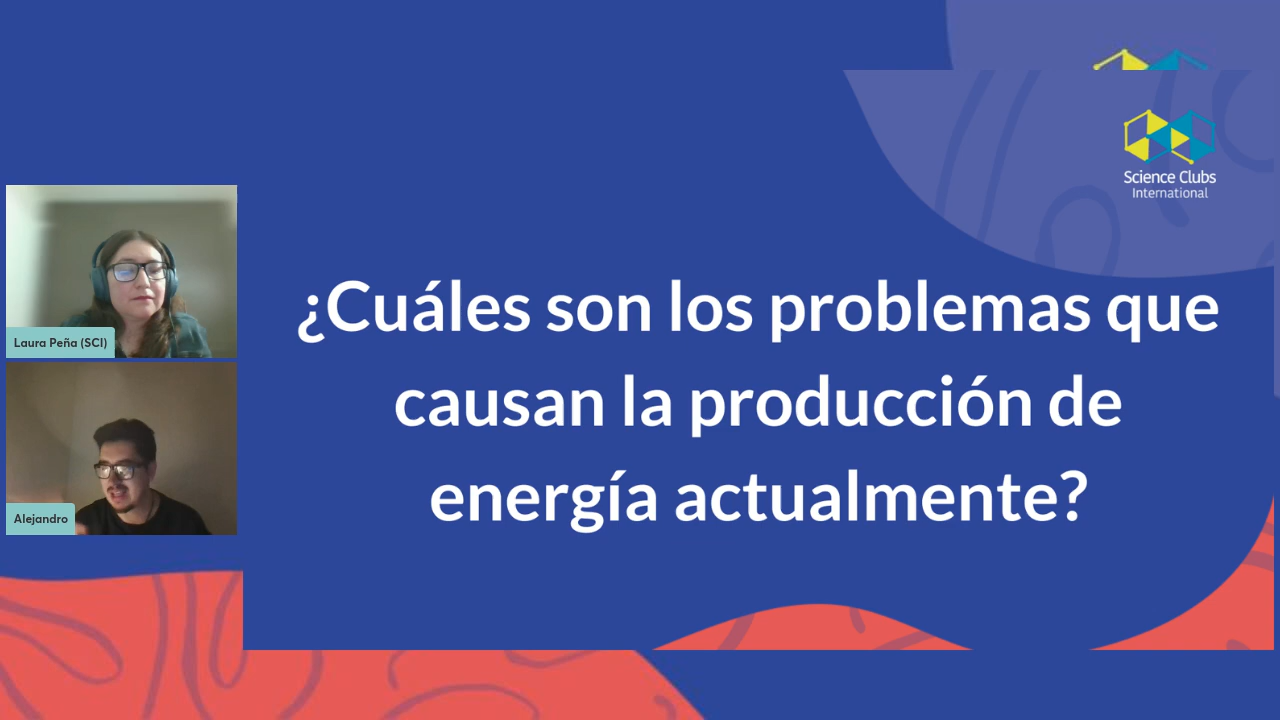 Science Clubs
International
¿Cuáles son los problemas que
causan la producción de
energía actualmente?
Laura Peña (SCI)
Alejandro